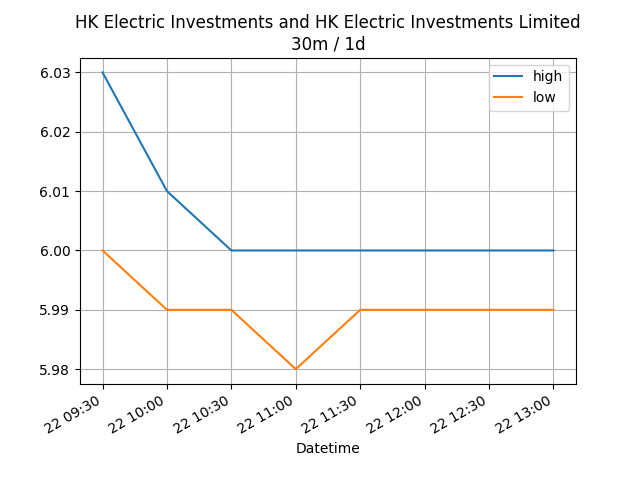 HK Electric Investments and HK Electric Investments Limited
30m / 1d
high
low
6.03
6.02
6.01
6.00
5.99
5.98
22 09:30
22 10:00
22 10:30
22 11:00
22 11:30
22 12:00
22 12:30
22 13:00
Datetime